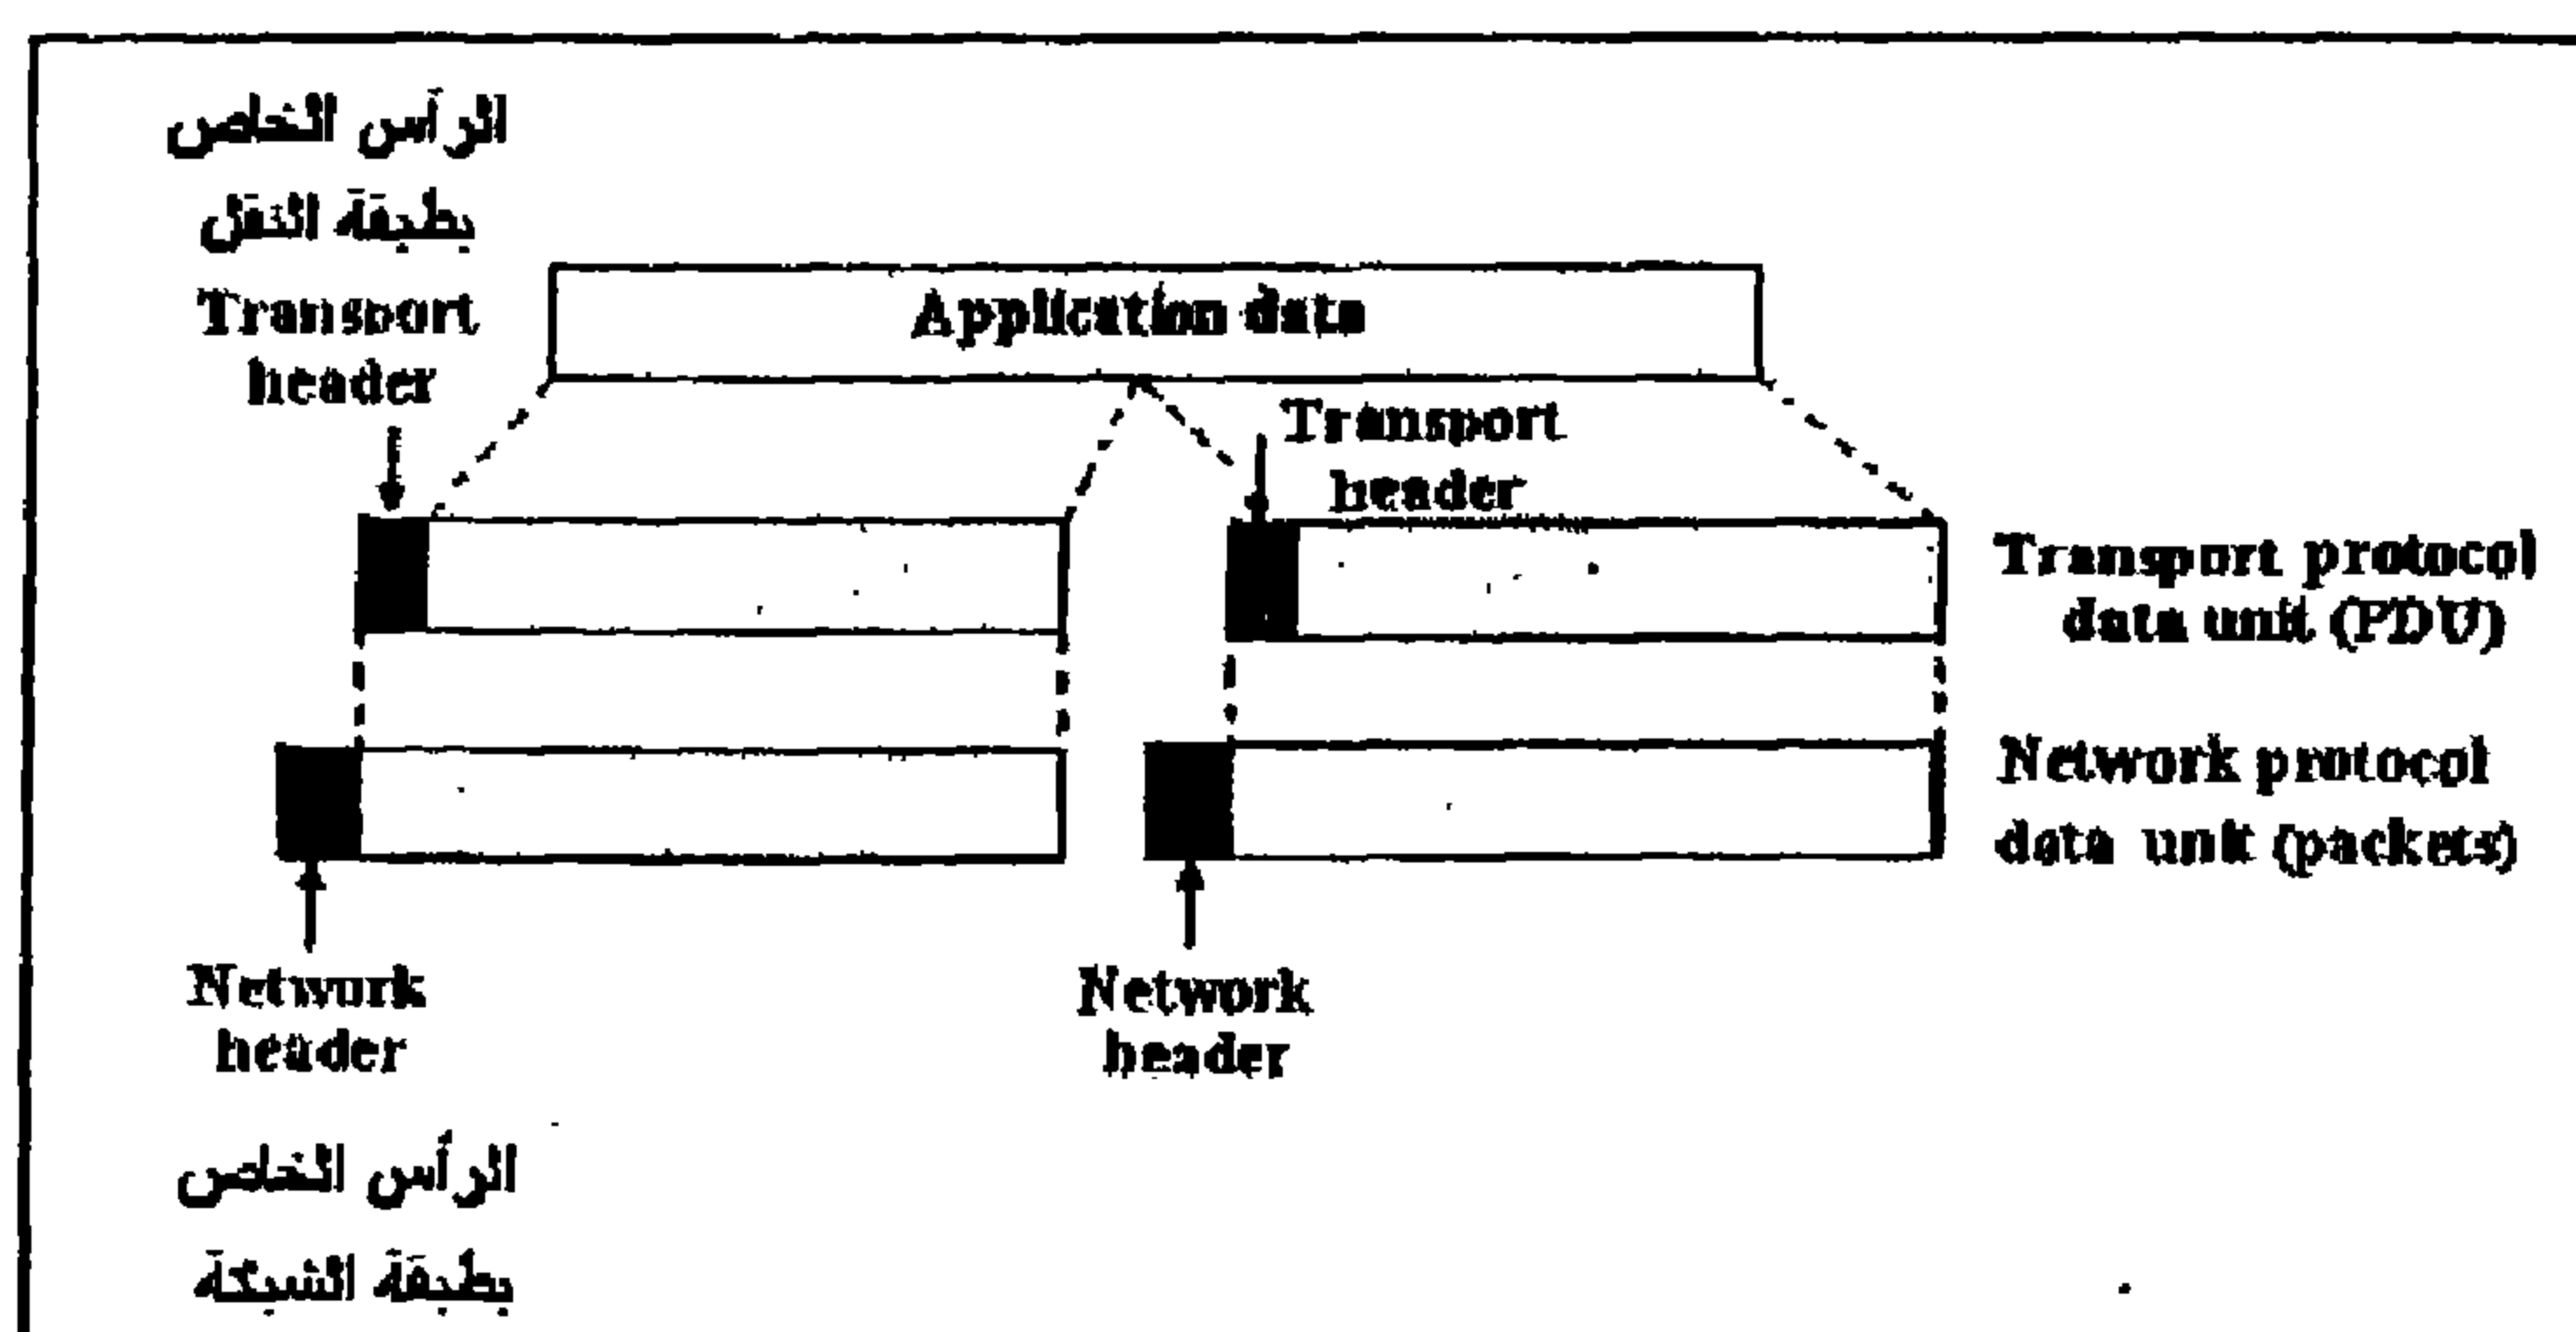 الرأس الخاص
بطبقة النقل
Transport
header
Application data
Transport
header
Transport protocol
data unit (PDU)
Network protocol
data unit (packets)
Network
header
Network
header
الرأس الخاص
بطبقة الشبكة